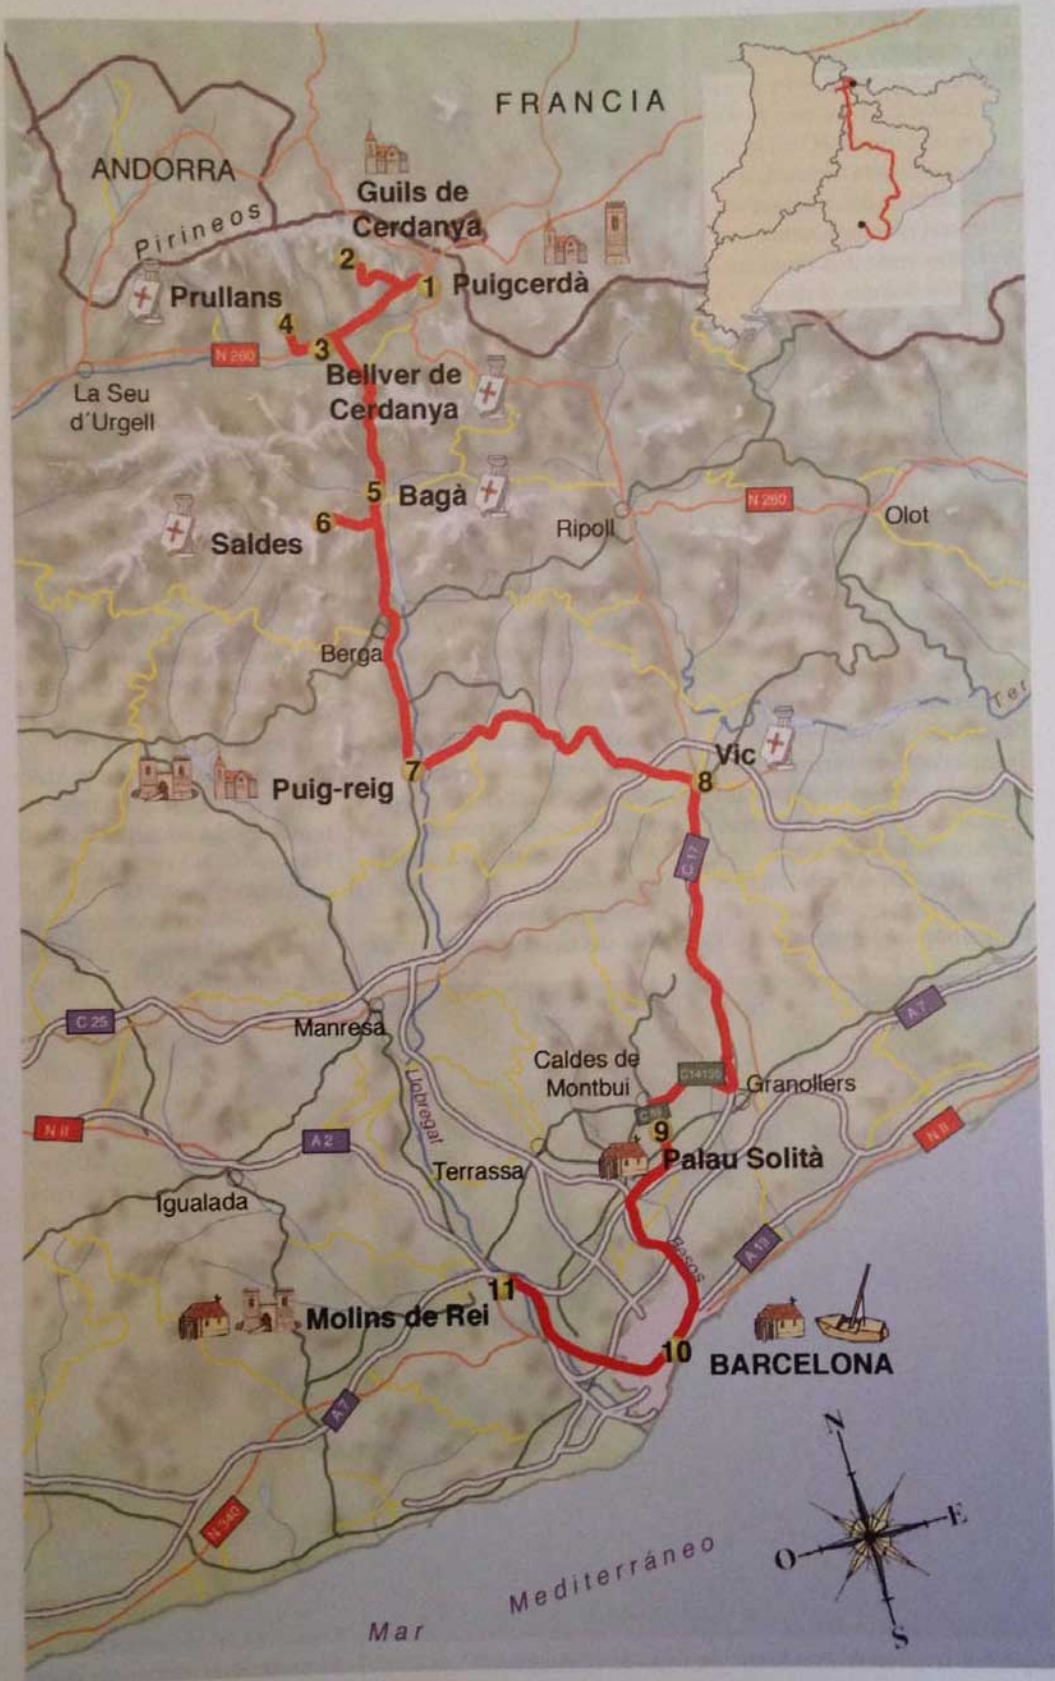 FRANCIA
ANDORRA
Pirineos
Guils de
Cerdanya
2
1
Puigcerdà
Prullans
4
3
N 260
La Seu
d´Urgell
Bellver de
Cerdanya
5
Bagà
6
Saldes
Ripoll
N 260
Olot
Berga
Ter
7
Puig-reig
Vic
8
C 17
C 25
Manresa
A 7
Caldes de
Montbui
C1415b
Granollers
C 59
9
Palau Solità
N II
A 2
Llobregat
Terrassa
N II
Igualada
Besòs
A 19
11
Molins de Rei
10
BARCELONA
A 7
N 340
N
E
O
S
Mar Mediterráneo